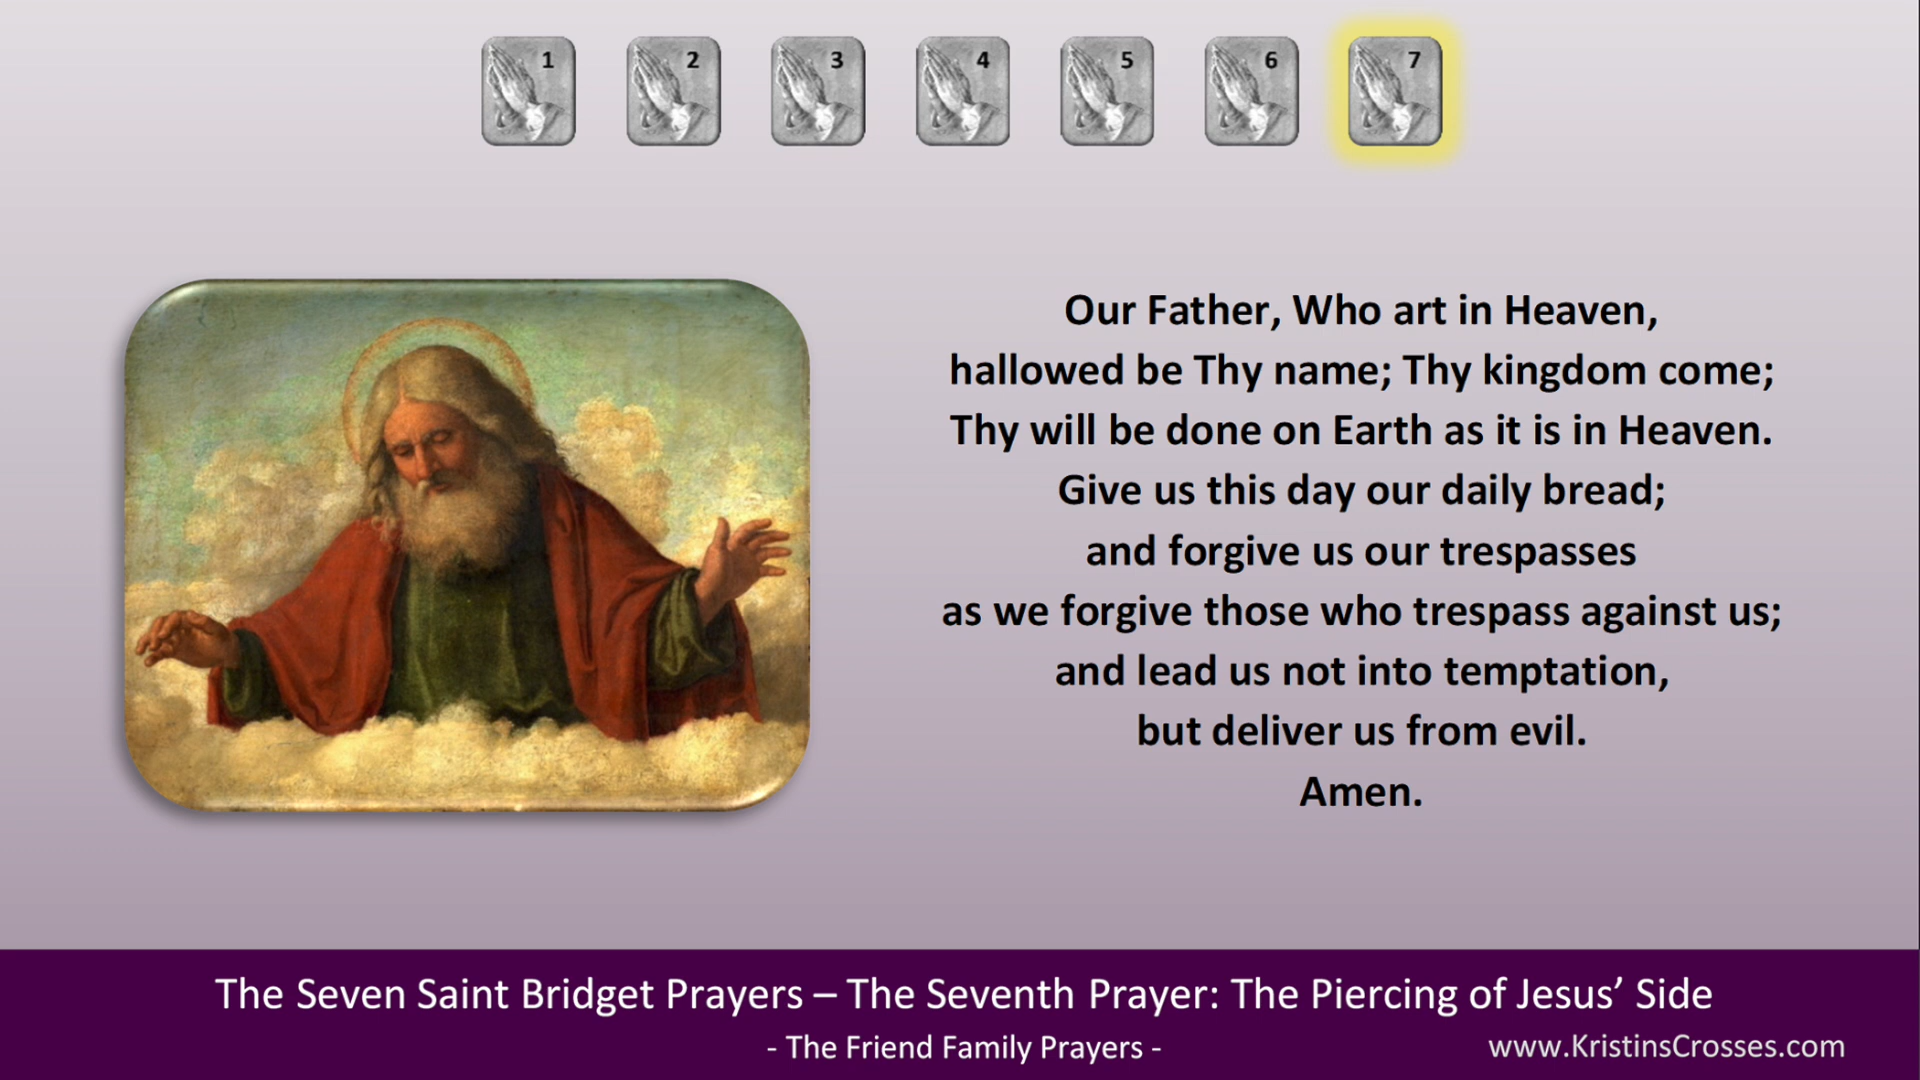 1 2 3 4 5 6 7
Our Father, Who art in Heaven,
hallowed be Thy name; Thy kingdom come;
Thy will be done on Earth as it is in Heaven.
Give us this day our daily bread;
and forgive us our trespasses
as we forgive those who trespass against us;
and lead us not into temptation,
but deliver us from evil.
Amen.
The Seven Saint Bridget Prayers – The Seventh Prayer: The Piercing of Jesus’ Side
- The Friend Family Prayers -
www.KristinsCrosses.com